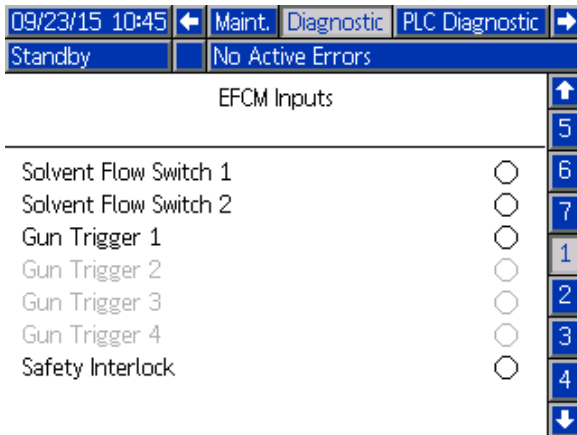 09/23/15 10:45 Maint. Diagnostic PLC Diagnostic
Standby No Active Errors
EFCM Inputs
5
Solvent Flow Switch 1 6
Solvent Flow Switch 2 7
Gun Trigger 1 1
Gun Trigger 2
Gun Trigger 3 2
Gun Trigger 4 3
Safety Interlock 4